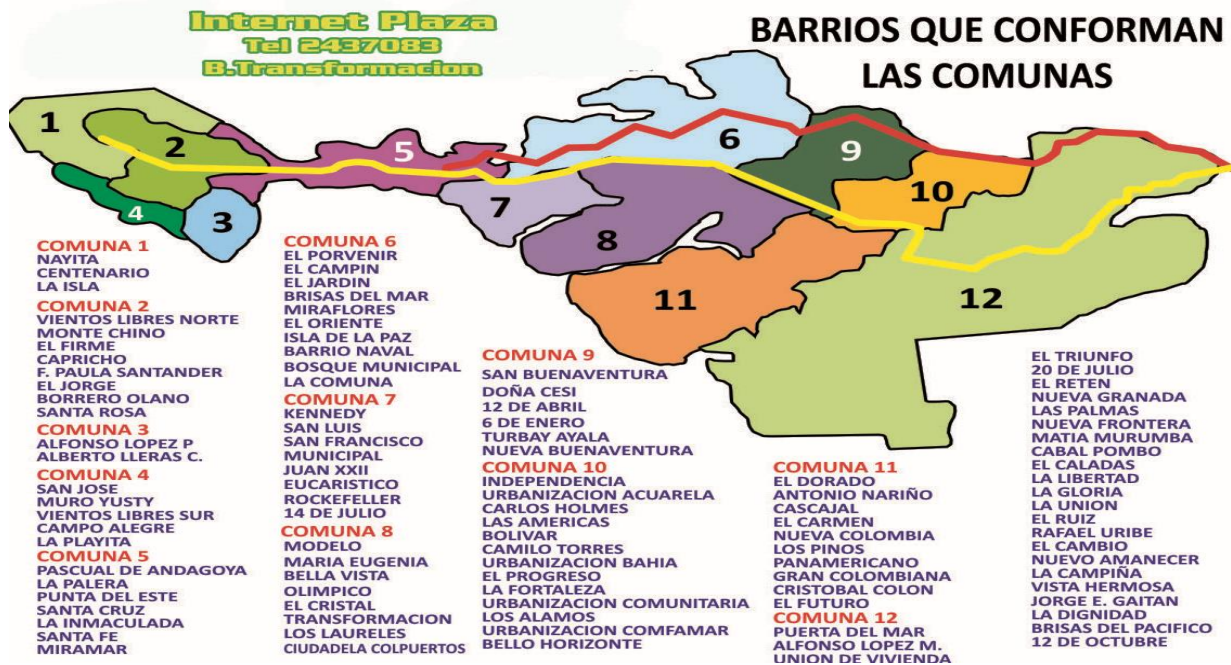 Internet Plaza
Tel 2437083
B.Transformacion
BARRIOS QUE CONFORMAN
LAS COMUNAS
1
2
3
4
5
6
7
8
9
10
11
12
COMUNA 1
NAYITA
CENTENARIO
LA ISLA
COMUNA 2
VIENTOS LIBRES NORTE
MONTE CHINO
EL FIRME
CAPRICHO
F. PAULA SANTANDER
EL JORGE
BORRERO OLANO
SANTA ROSA
COMUNA 3
ALFONSO LOPEZ P
ALBERTO LLERAS C.
COMUNA 4
SAN JOSE
MURO YUSTY
VIENTOS LIBRES SUR
CAMPO ALEGRE
LA PLAYITA
COMUNA 5
PASCUAL DE ANDAGOYA
LA PALERA
PUNTA DEL ESTE
SANTA CRUZ
LA INMACULADA
SANTA FE
MIRAMAR
COMUNA 6
EL PORVENIR
EL CAMPIN
EL JARDIN
BRISAS DEL MAR
MIRAFLORES
EL ORIENTE
ISLA DE LA PAZ
BARRIO NAVAL
BOSQUE MUNICIPAL
LA COMUNA
COMUNA 7
KENNEDY
SAN LUIS
SAN FRANCISCO
MUNICIPAL
JUAN XXII
EUCARISTICO
ROCKEFELLER
14 DE JULIO
COMUNA 8
MODELO
MARIA EUGENIA
BELLA VISTA
OLIMPICO
EL CRISTAL
TRANSFORMACION
LOS LAURELES
CIUDADELA COLPUERTOS
COMUNA 9
SAN BUENAVENTURA
DOÑA CESI
12 DE ABRIL
6 DE ENERO
TURBAY AYALA
NUEVA BUENAVENTURA
COMUNA 10
INDEPENDENCIA
URBANIZACION ACUARELA
CARLOS HOLMES
LAS AMERICAS
BOLIVAR
CAMILO TORRES
URBANIZACION BAHIA
EL PROGRESO
LA FORTALEZA
URBANIZACION COMUNITARIA
LOS ALAMOS
URBANIZACION COMFAMAR
BELLO HORIZONTE
COMUNA 11
EL DORADO
ANTONIO NARIÑO
CASCAJAL
EL CARMEN
NUEVA COLOMBIA
LOS PINOS
PANAMERICANO
GRAN COLOMBIANA
CRISTOBAL COLON
EL FUTURO
COMUNA 12
PUERTA DEL MAR
ALFONSO LOPEZ M.
UNION DE VIVIENDA
EL TRIUNFO
20 DE JULIO
EL RETEN
NUEVA GRANADA
LAS PALMAS
NUEVA FRONTERA
MATIA MURUMBA
CABAL POMBO
EL CALADAS
LA LIBERTAD
LA GLORIA
LA UNION
EL RUIZ
RAFAEL URIBE
EL CAMBIO
NUEVO AMANECER
LA CAMPIÑA
VISTA HERMOSA
JORGE E. GAITAN
LA DIGNIDAD
BRISAS DEL PACIFICO
12 DE OCTUBRE